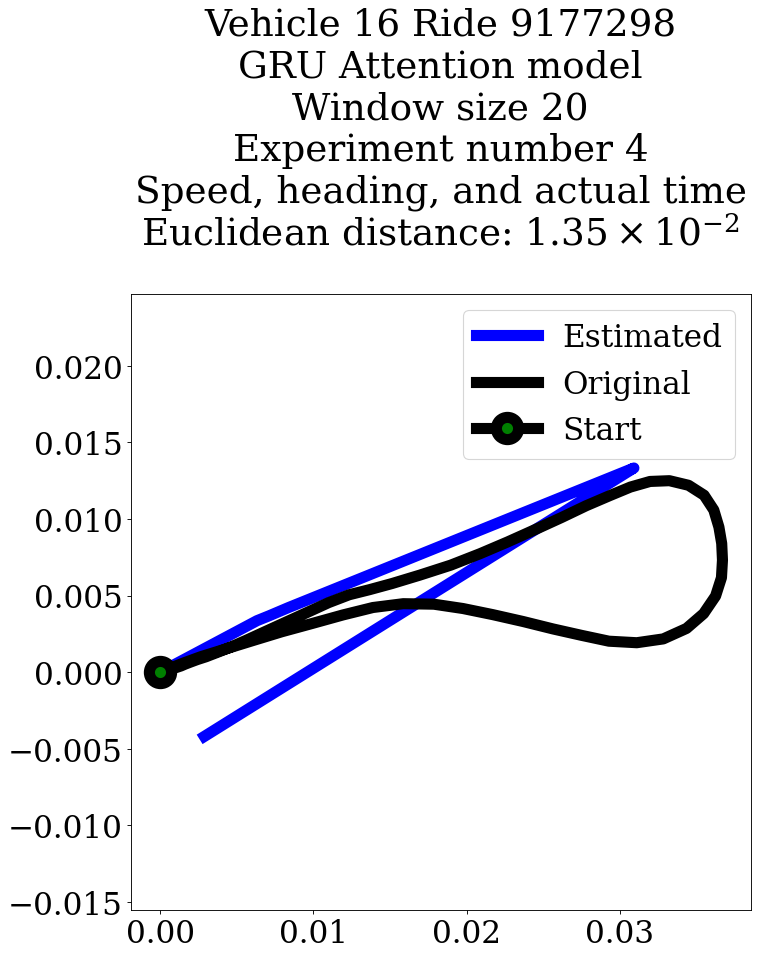 Vehicle 16 Ride 9177298
GRU Attention model
Window size 20
Experiment number 4
Speed, heading, and actual time
Euclidean distance: 1.35 × 10⁻²
Estimated
Original
Start
0.020
0.015
0.010
0.005
0.000
−0.005
−0.010
−0.015
0.00 0.01 0.02 0.03